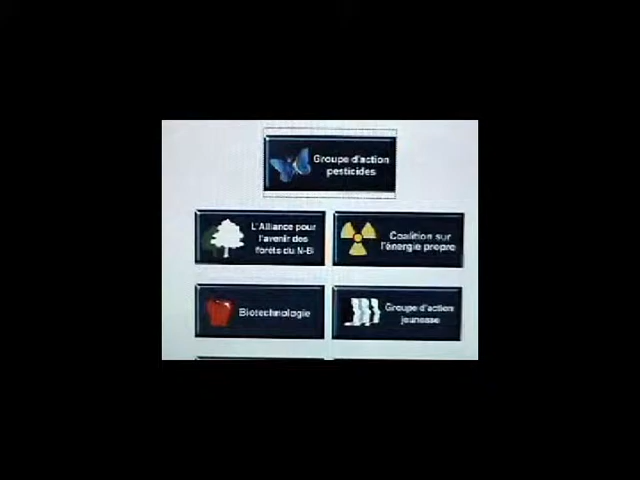 Groupe d'action
pesticides
L'Alliance pour
l'avenir des
forêts du N-B
Coalition sur
l'énergie propre
Biotechnologie
Groupe d'action
jeunesse